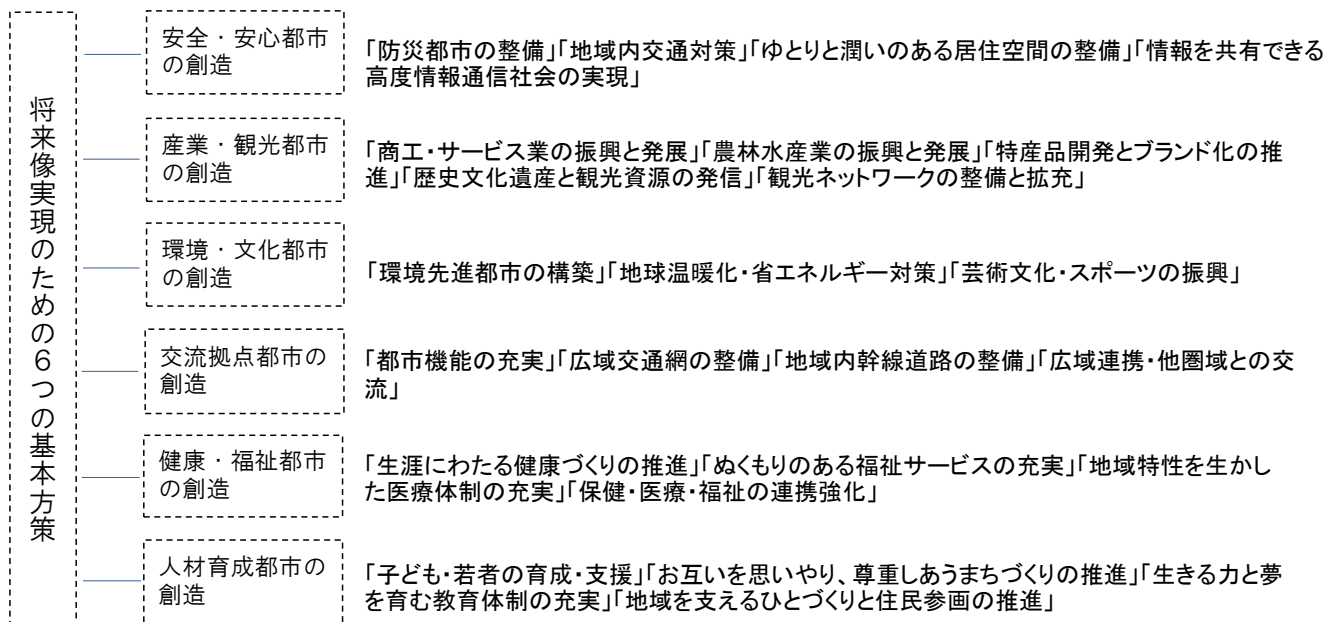 将来像実現のための６つの基本方策
安全・安心都市
の創造
「防災都市の整備」「地域内交通対策」「ゆとりと潤いのある居住空間の整備」「情報を共有できる
高度情報通信社会の実現」
産業・観光都市
の創造
「商工・サービス業の振興と発展」「農林水産業の振興と発展」「特産品開発とブランド化の推
進」「歴史文化遺産と観光資源の発信」「観光ネットワークの整備と拡充」
環境・文化都市
の創造
「環境先進都市の構築」「地球温暖化・省エネルギー対策」「芸術文化・スポーツの振興」
交流拠点都市の
創造
「都市機能の充実」「広域交通網の整備」「地域内幹線道路の整備」「広域連携・他圏域との交
流」
健康・福祉都市
の創造
「生涯にわたる健康づくりの推進」「ぬくもりのある福祉サービスの充実」「地域特性を生かし
た医療体制の充実」「保健・医療・福祉の連携強化」
人材育成都市の
創造
「子ども・若者の育成・支援」「お互いを思いやり、尊重しあうまちづくりの推進」「生きる力と夢
を育む教育体制の充実」「地域を支えるひとづくりと住民参画の推進」